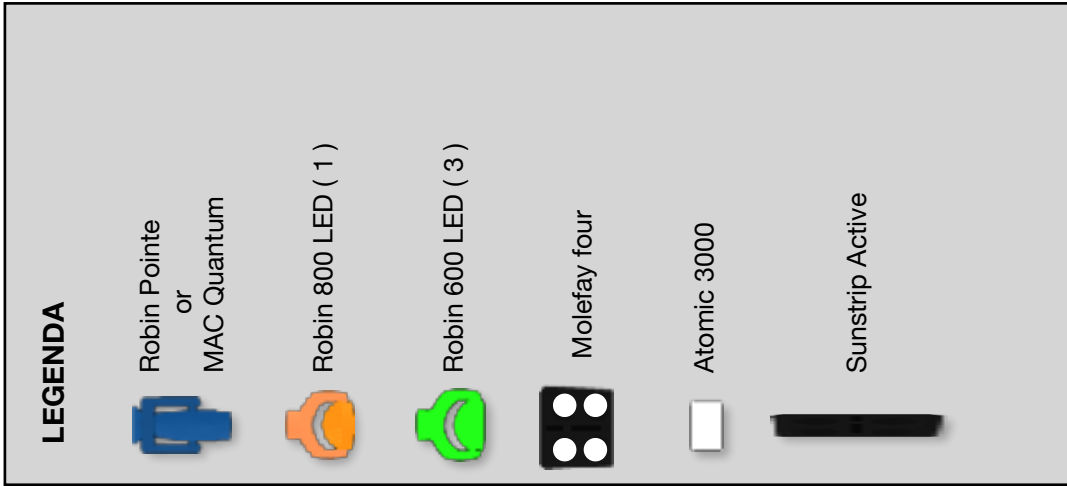 LEGENDA
Robin Pointe
or
MAC Quantum
Robin 800 LED ( 1 )
Robin 600 LED ( 3 )
Molefay four
Atomic 3000
Sunstrip Active